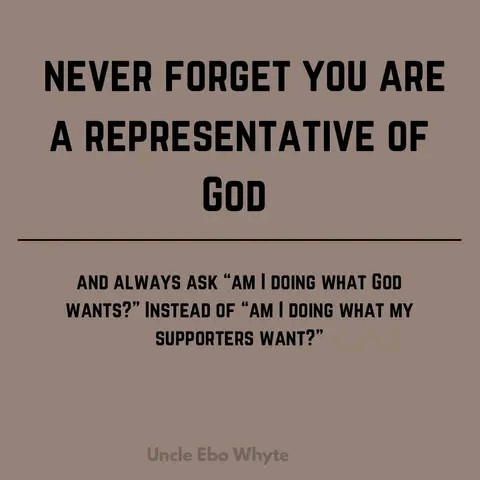 NEVER FORGET YOU ARE
A REPRESENTATIVE OF
GOD
AND ALWAYS ASK “AM I DOING WHAT GOD
WANTS?” INSTEAD OF “AM I DOING WHAT MY
SUPPORTERS WANT?”
Uncle Ebo Whyte